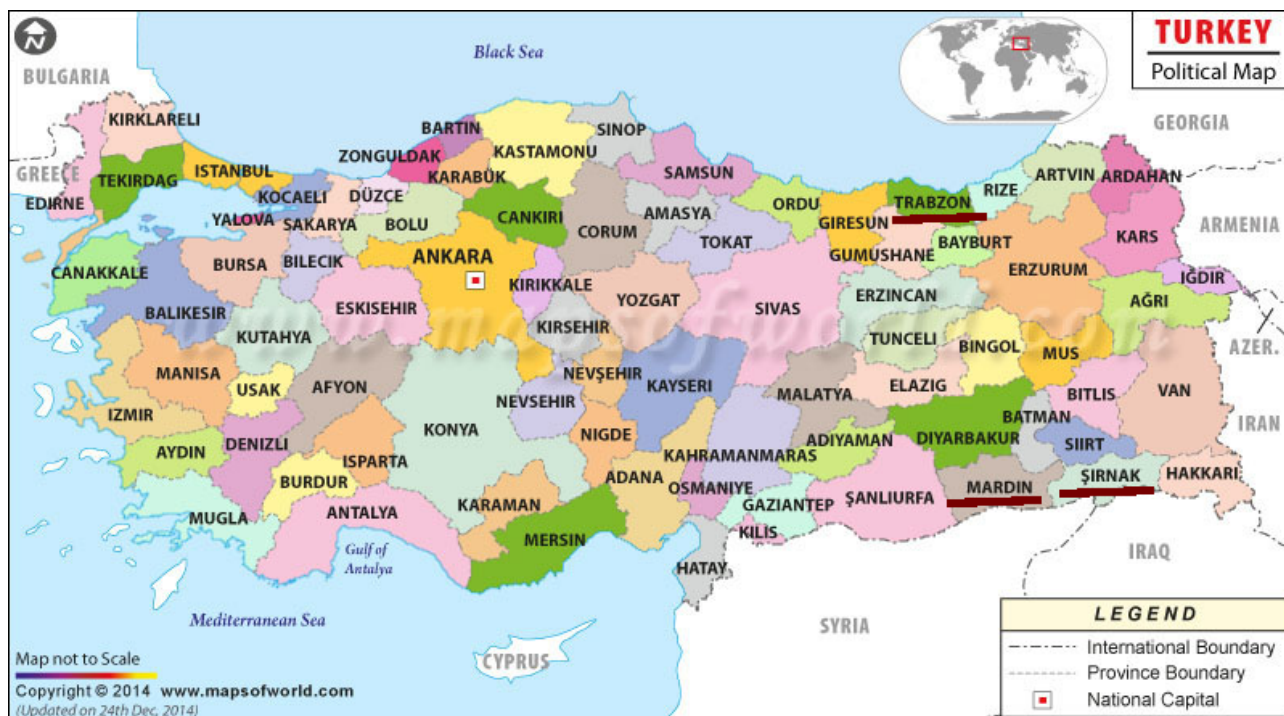 TURKEY
Political Map
Black Sea
BULGARIA
GEORGIA
GREECE
ARMENIA
AZER.
IRAN
IRAQ
SYRIA
CYPRUS
KIRKLARELI
EDIRNE
TEKIRDAG
ISTANBUL
KOCAELI
YALOVA
SAKARYA
DÜZCE
ZONGULDAK
BARTIN
KARABÜK
KASTAMONU
SINOP
SAMSUN
ORDU
GIRESUN
TRABZON
RIZE
ARTVIN
ARDAHAN
KARS
IĞDIR
AĞRI
ERZURUM
BAYBURT
GUMUSHANE
ERZINCAN
TUNCELI
BINGOL
MUS
BITLIS
VAN
HAKKARI
ŞIRNAK
SIIRT
BATMAN
MARDIN
DIYARBAKUR
ELAZIG
MALATYA
ADIYAMAN
ŞANLIURFA
GAZIANTEP
KILIS
KAHRAMANMARAS
OSMANIYE
HATAY
ADANA
MERSIN
KARAMAN
NIGDE
NEVŞEHIR
NEVSEHIR
KAYSERI
SIVAS
TOKAT
AMASYA
CORUM
YOZGAT
KIRSEHIR
KIRIKKALE
CANKIRI
ANKARA
BOLU
BILECIK
BURSA
ESKISEHIR
KUTAHYA
BALIKESIR
CANAKKALE
MANISA
IZMIR
USAK
AFYON
AYDIN
DENIZLI
MUGLA
BURDUR
ISPARTA
ANTALYA
KONYA
Gulf of
Antalya
Mediterranean Sea
www.mapsofworld.com
LEGEND
International Boundary
Province Boundary
National Capital
Map not to Scale
Copyright © 2014 www.mapsofworld.com
(Updated on 24th Dec, 2014)
N